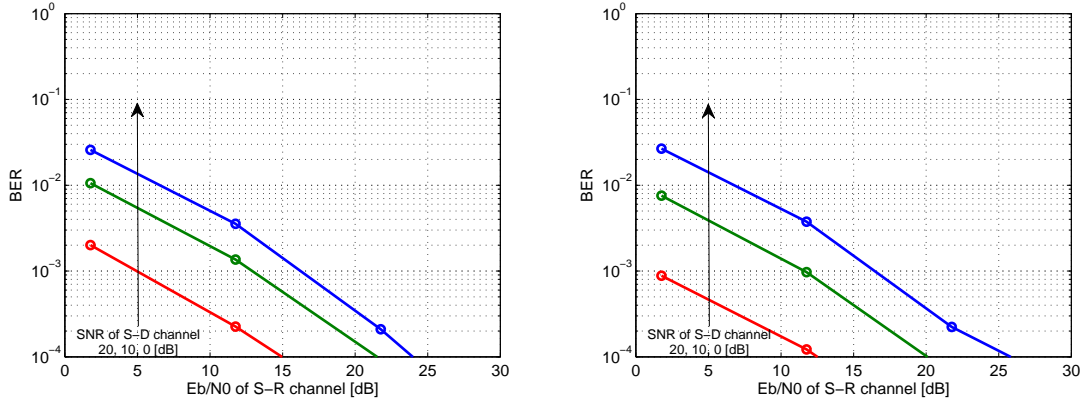 10^0
10^-1
10^-2
10^-3
10^-4
BER
SNR of S-D channel
20, 10, 0 [dB]
0 5 10 15 20 25 30
Eb/N0 of S-R channel [dB]
10^0
10^-1
10^-2
10^-3
10^-4
BER
SNR of S-D channel
20, 10, 0 [dB]
0 5 10 15 20 25 30
Eb/N0 of S-R channel [dB]